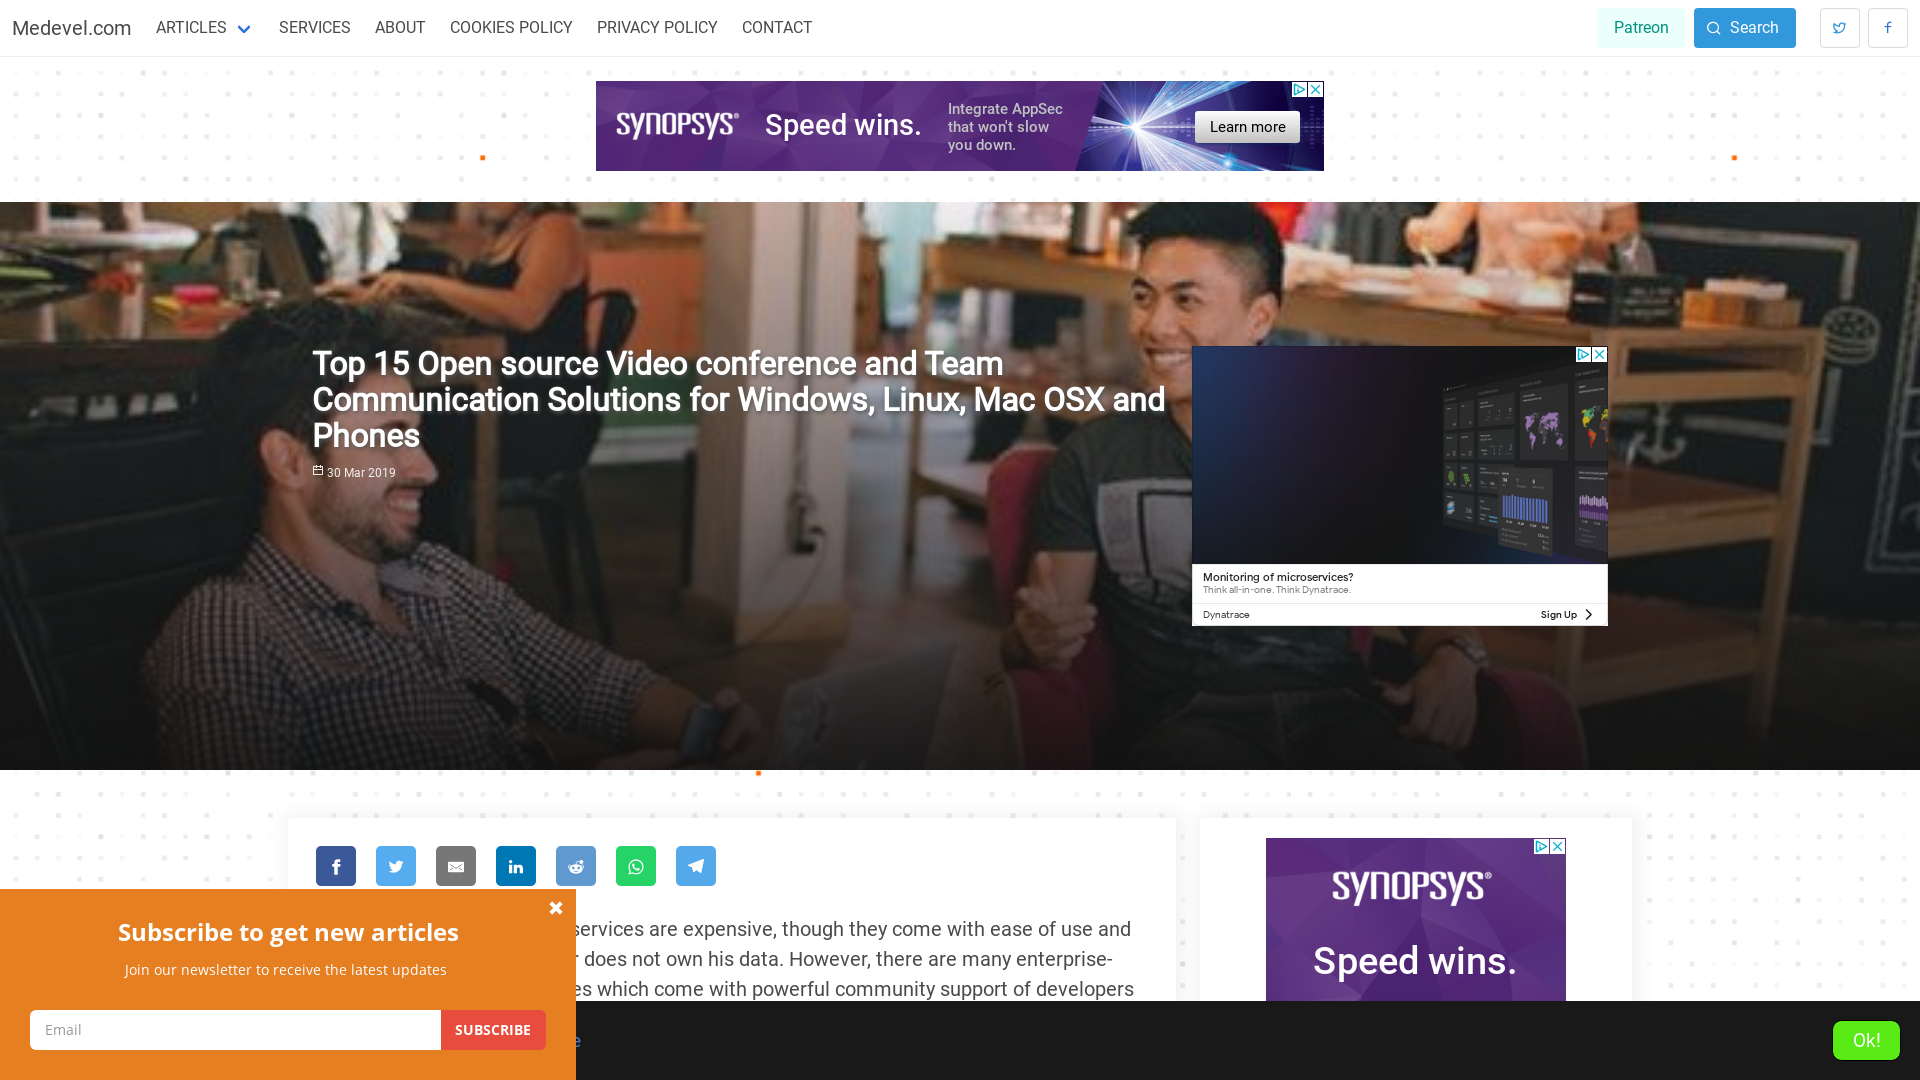 Medevel.com ARTICLES SERVICES ABOUT COOKIES POLICY PRIVACY POLICY CONTACT Patreon Search
SYNOPSYS® Speed wins. Integrate AppSec
that won't slow
you down.
Learn more
Top 15 Open source Video conference and Team
Communication Solutions for Windows, Linux, Mac OSX and
Phones
30 Mar 2019
Monitoring of microservices?
Think all-in-one. Think Dynatrace.
Dynatrace Sign Up
services are expensive, though they come with ease of use and
does not own his data. However, there are many enterprise-
which come with powerful community support of developers
SYNOPSYS®
Speed wins.
Subscribe to get new articles
Join our newsletter to receive the latest updates
Email SUBSCRIBE
Ok!